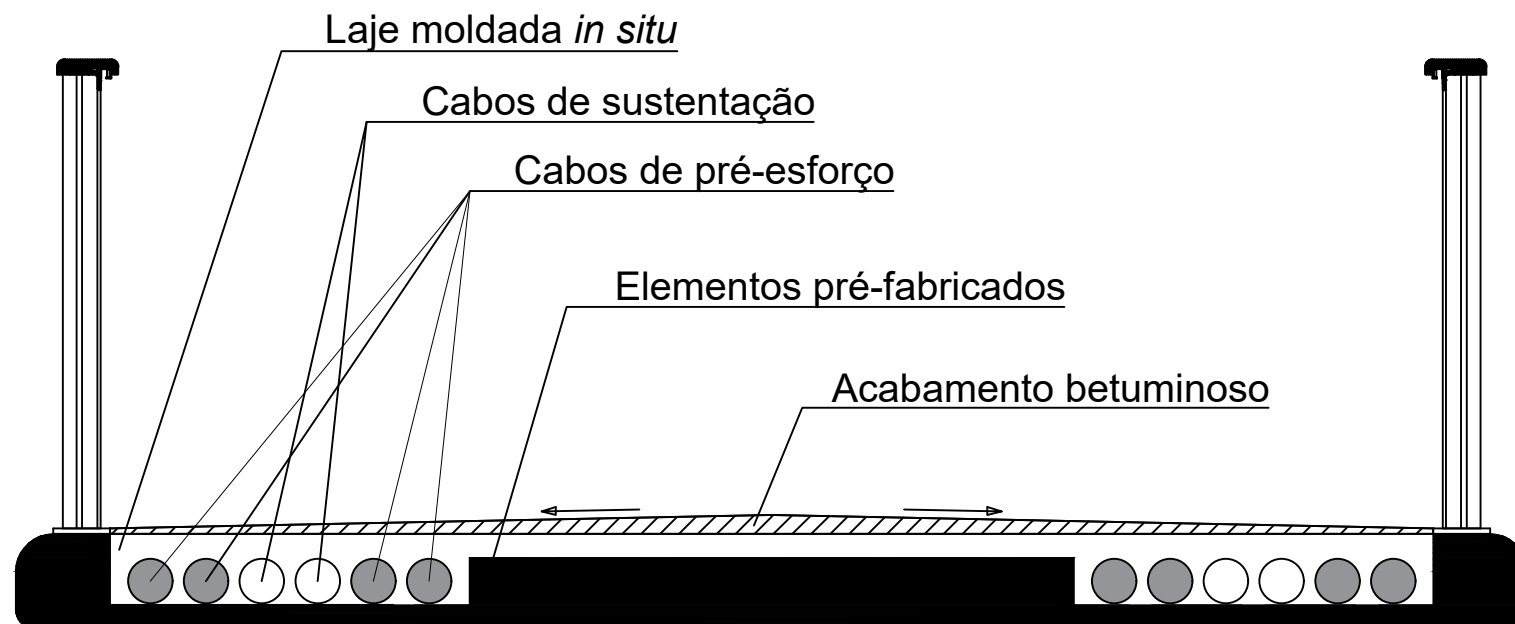 Laje moldada in situ
Cabos de sustentação
Cabos de pré-esforço
Elementos pré-fabricados
Acabamento betuminoso